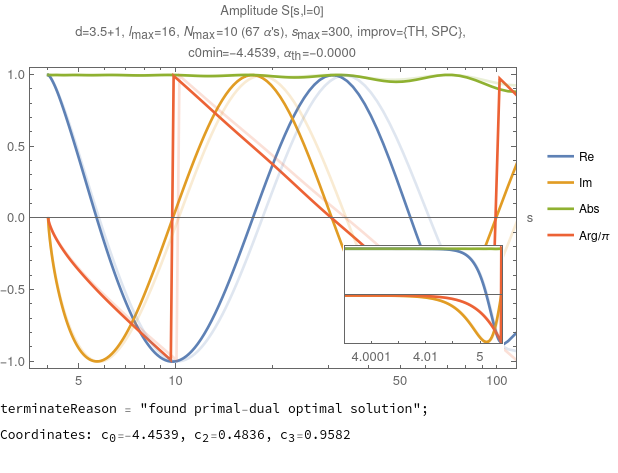 Amplitude S[s,l=0]
d=3.5+1, lmax=16, Nmax=10 (67 α's), smax=300, improv={TH, SPC},
c0min=-4.4539, αth=-0.0000
1.0
0.5
0.0
-0.5
-1.0
s
Re
Im
Abs
Arg/π
4.0001 4.01 5
5 10 50 100
terminateReason = "found primal-dual optimal solution";
Coordinates: c0=-4.4539, c2=0.4836, c3=0.9582